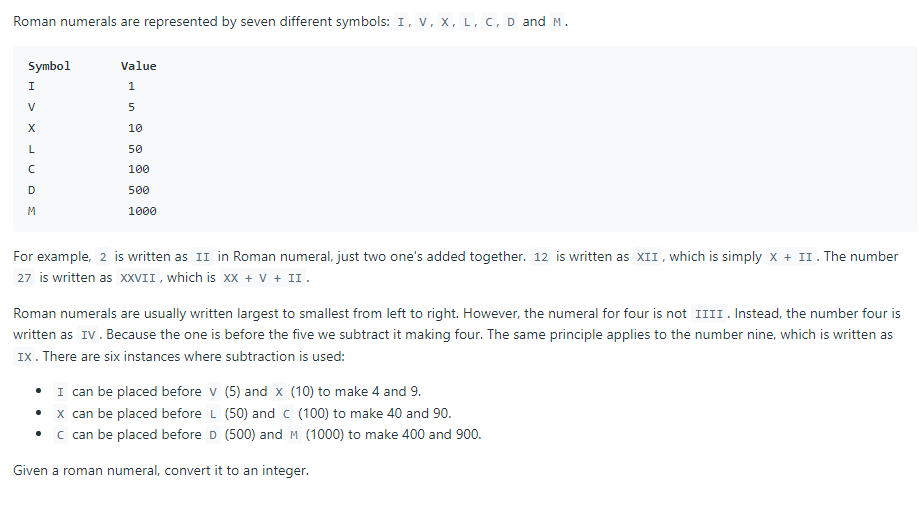 Roman numerals are represented by seven different symbols: I, V, X, L, C, D and M.
Symbol Value
I 1
V 5
X 10
L 50
C 100
D 500
M 1000
For example, 2 is written as II in Roman numeral, just two one's added together. 12 is written as XII, which is simply X + II. The number
27 is written as XXVII, which is XX + V + II.
Roman numerals are usually written largest to smallest from left to right. However, the numeral for four is not IIII. Instead, the number four is
written as IV. Because the one is before the five we subtract it making four. The same principle applies to the number nine, which is written as
IX. There are six instances where subtraction is used:
• I can be placed before V (5) and X (10) to make 4 and 9.
• X can be placed before L (50) and C (100) to make 40 and 90.
• C can be placed before D (500) and M (1000) to make 400 and 900.
Given a roman numeral, convert it to an integer.